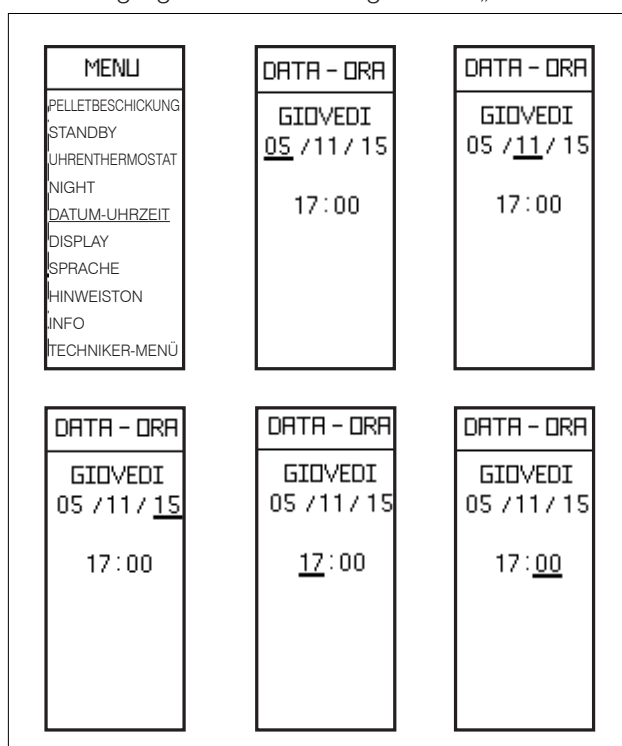 MENU
PELLETBESCHICKUNG
STANDBY
UHRENTHERMOSTAT
NIGHT
DATUM-UHRZEIT
DISPLAY
SPRACHE
HINWEISTON
INFO
TECHNIKER-MENÜ
DATA - ORA
GIOVEDI
05 / 11 / 15
17:00
DATA - ORA
GIOVEDI
05 / 11 / 15
17:00
DATA - ORA
GIOVEDI
05 / 11 / 15
17:00
DATA - ORA
GIOVEDI
05 / 11 / 15
17:00
DATA - ORA
GIOVEDI
05 / 11 / 15
17:00